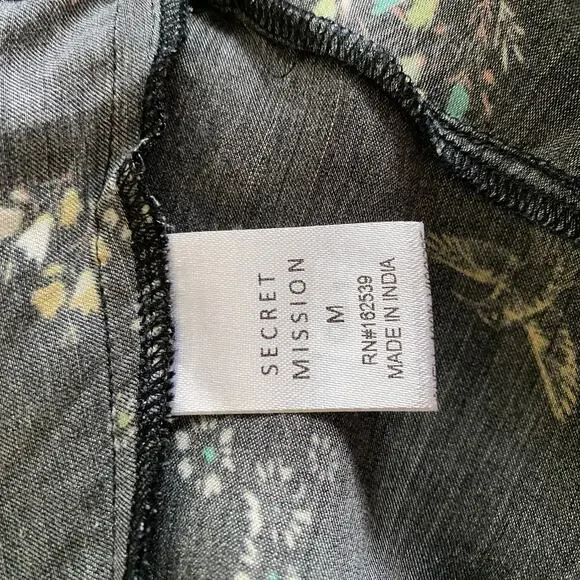 SECRET
MISSION
M
RN#162539
MADE IN INDIA